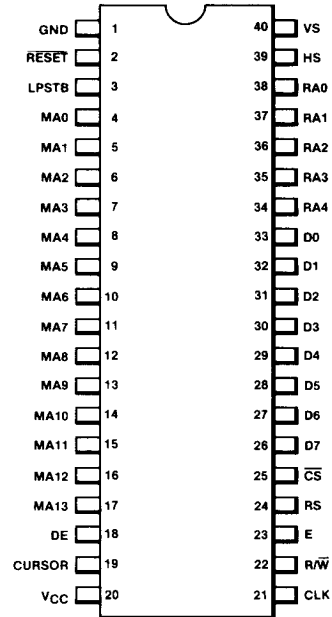 GND 1 40 VS
R̅E̅S̅E̅T̅ 2 39 HS
LPSTB 3 38 RA0
MA0 4 37 RA1
MA1 5 36 RA2
MA2 6 35 RA3
MA3 7 34 RA4
MA4 8 33 D0
MA5 9 32 D1
MA6 10 31 D2
MA7 11 30 D3
MA8 12 29 D4
MA9 13 28 D5
MA10 14 27 D6
MA11 15 26 D7
MA12 16 25 C̅S̅
MA13 17 24 RS
DE 18 23 E
CURSOR 19 22 R/W̅
VCC 20 21 CLK